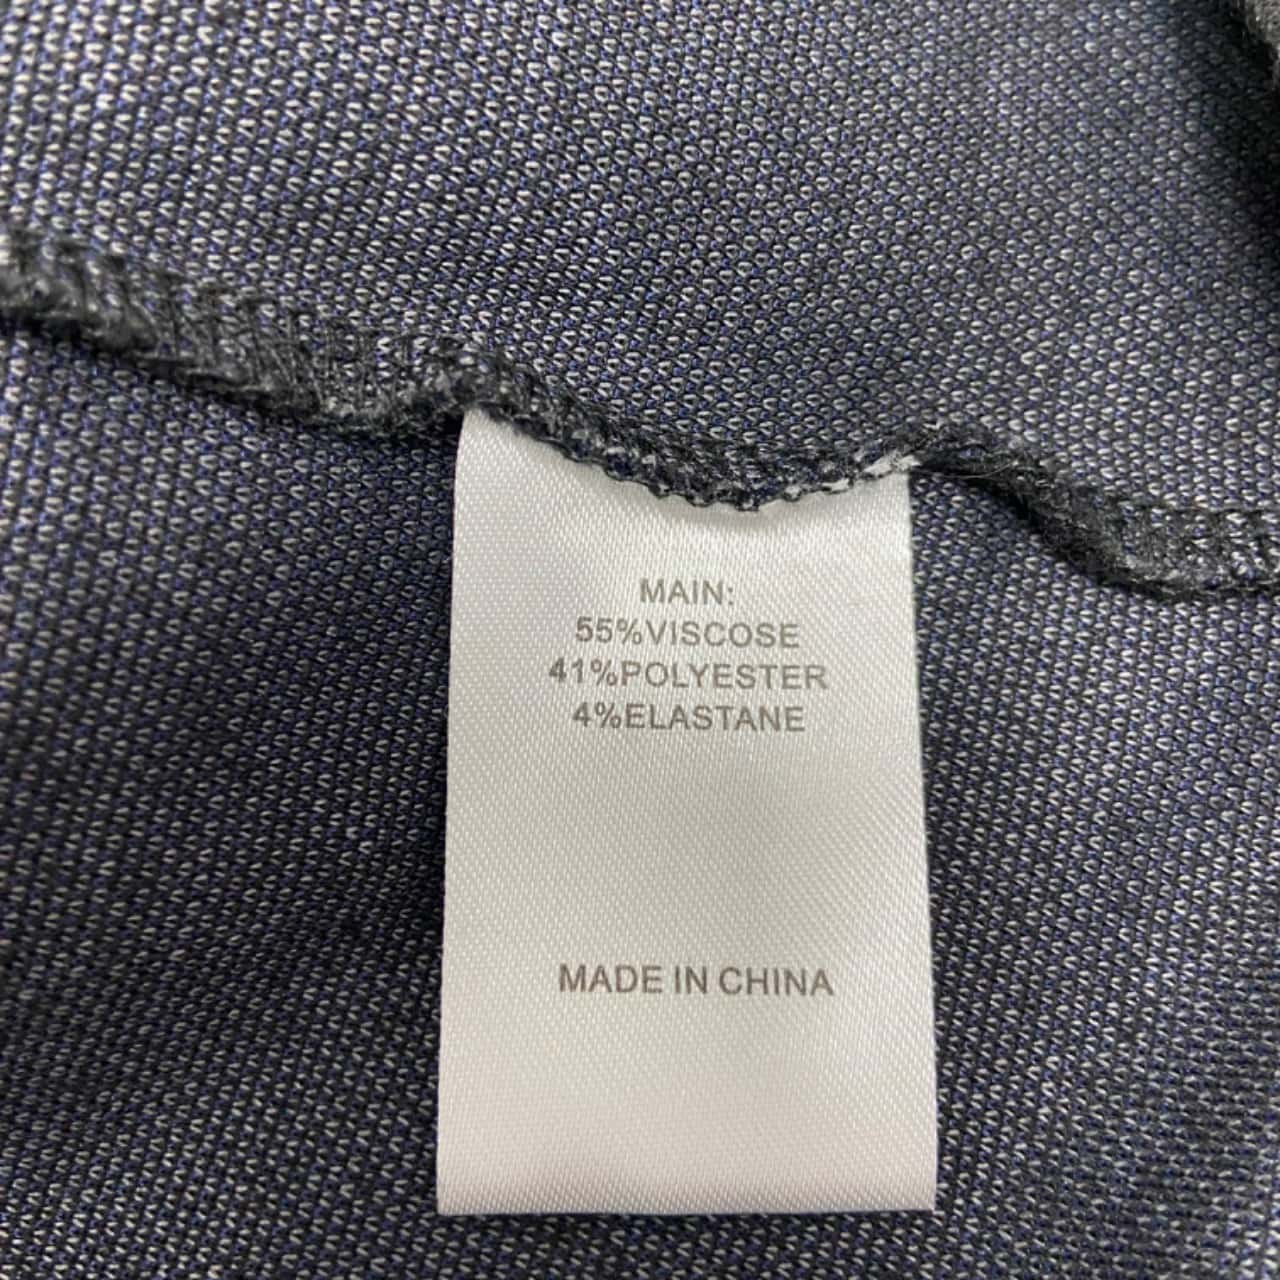 MAIN:
55%VISCOSE
41%POLYESTER
4%ELASTANE
MADE IN CHINA